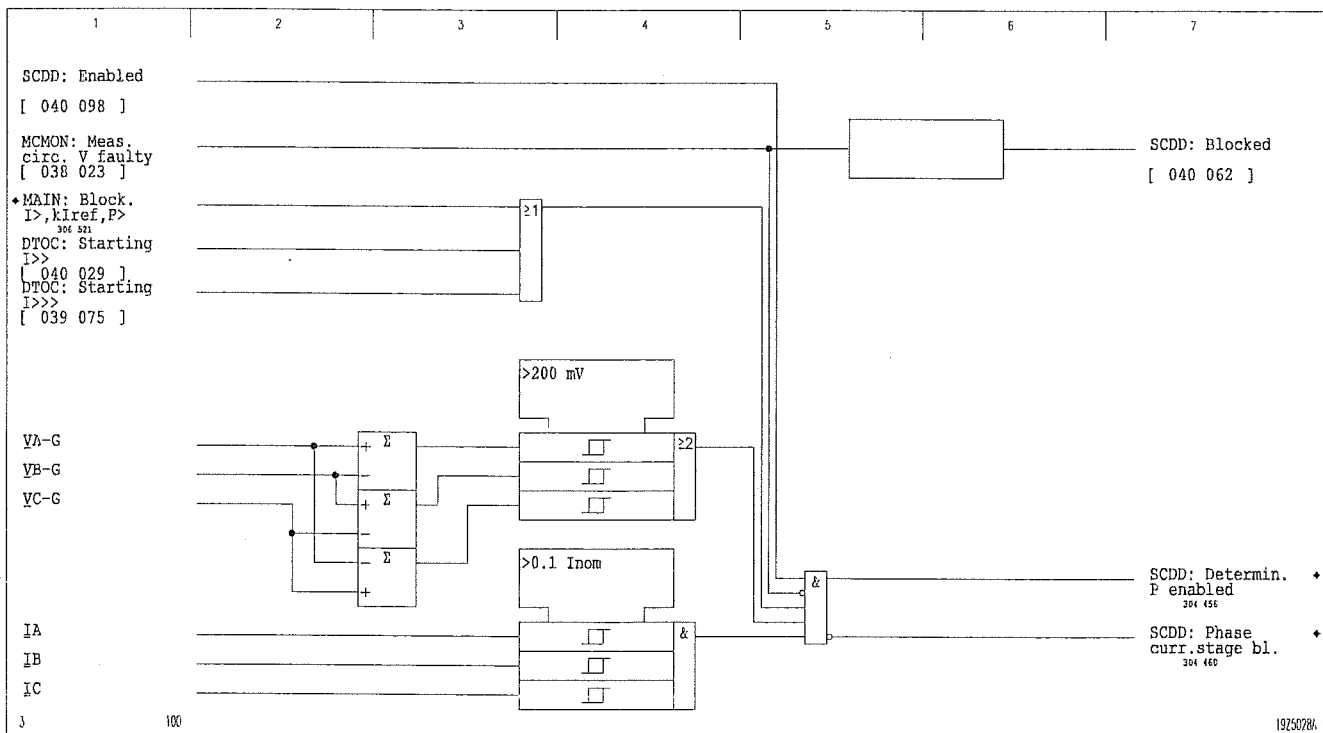 1 2 3 4 5 6 7
SCDD: Enabled
[ 040 098 ]
MCMON: Meas.
circ. V faulty
[ 038 023 ]
SCDD: Blocked
[ 040 062 ]
MAIN: Block.
I>,kIref,P>
306 521
≥1
DTOC: Starting
I>>
[ 040 029 ]
DTOC: Starting
I>>>
[ 039 075 ]
>200 mV
VA-G
+ Σ
≥2
VB-G
−
VC-G
+ Σ
−
− Σ
+
>0.1 Inom
&
SCDD: Determin.
P enabled
304 456
IA
&
SCDD: Phase
curr.stage bl.
304 460
IB
IC
3 100
19Z5028A